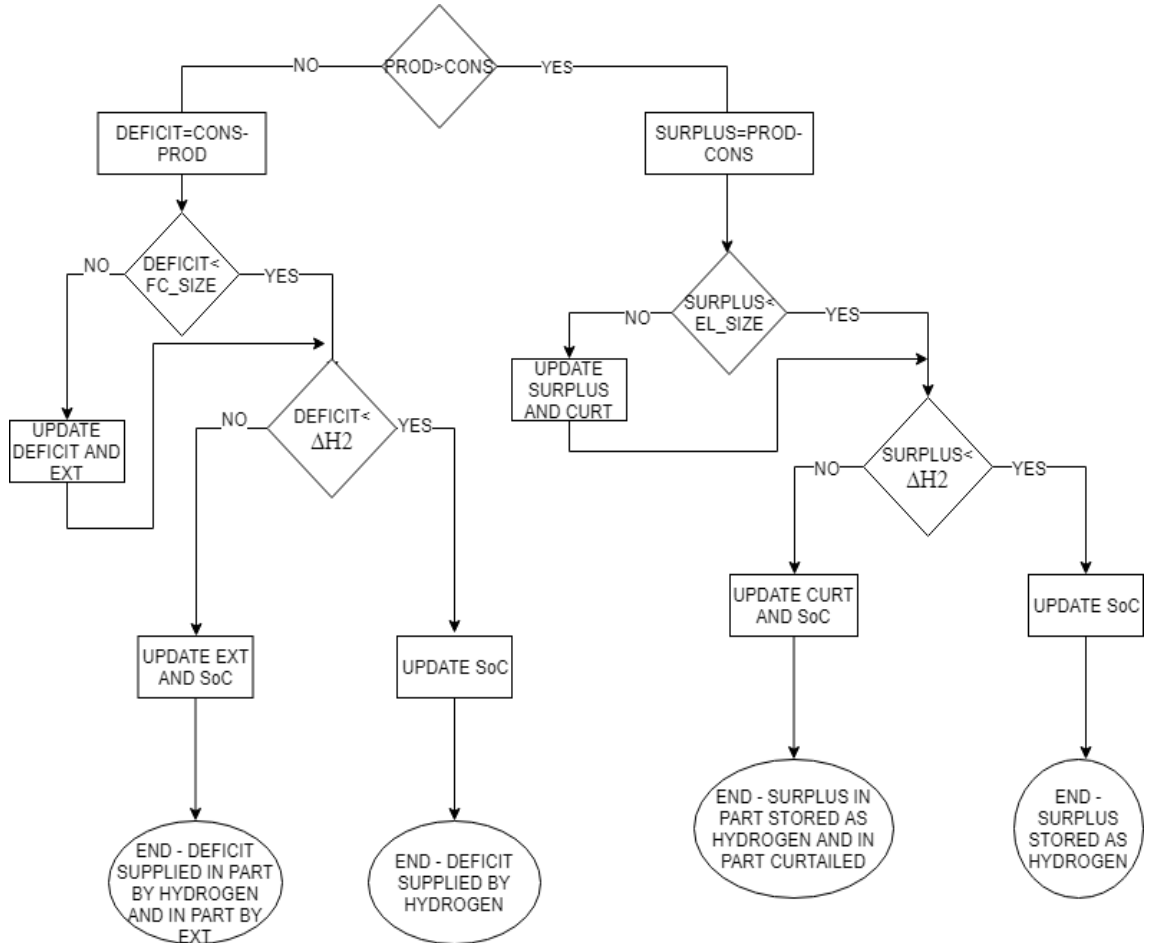 PROD>CONS
NO
YES
DEFICIT=CONS-
PROD
SURPLUS=PROD-
CONS
DEFICIT<
FC_SIZE
NO
YES
SURPLUS<
EL_SIZE
NO
YES
UPDATE
DEFICIT AND
EXT
UPDATE
SURPLUS
AND CURT
DEFICIT<
ΔH2
NO
YES
SURPLUS<
ΔH2
NO
YES
UPDATE EXT
AND SoC
UPDATE SoC
UPDATE CURT
AND SoC
UPDATE SoC
END - DEFICIT
SUPPLIED IN PART
BY HYDROGEN
AND IN PART BY
EXT
END - DEFICIT
SUPPLIED BY
HYDROGEN
END - SURPLUS IN
PART STORED AS
HYDROGEN AND IN
PART CURTAILED
END -
SURPLUS
STORED AS
HYDROGEN